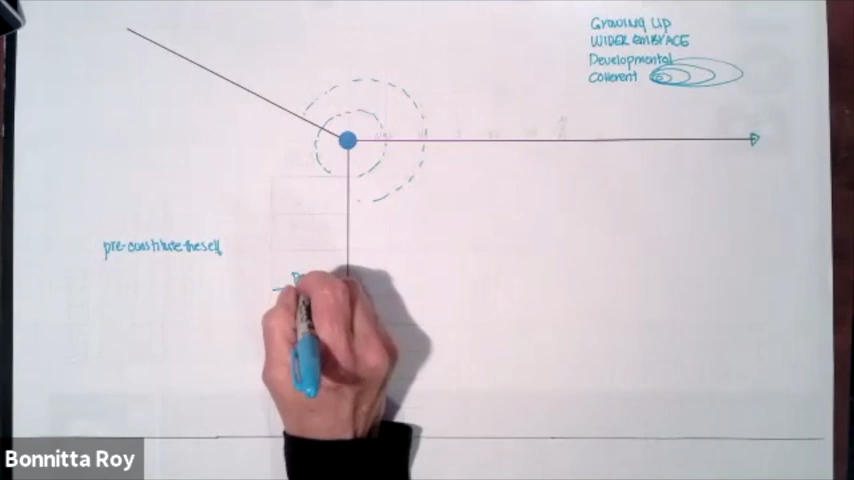 GROWING UP
WIDER EMBRACE
Developmental
Coherent
pre-constitute the self
Bonnitta Roy